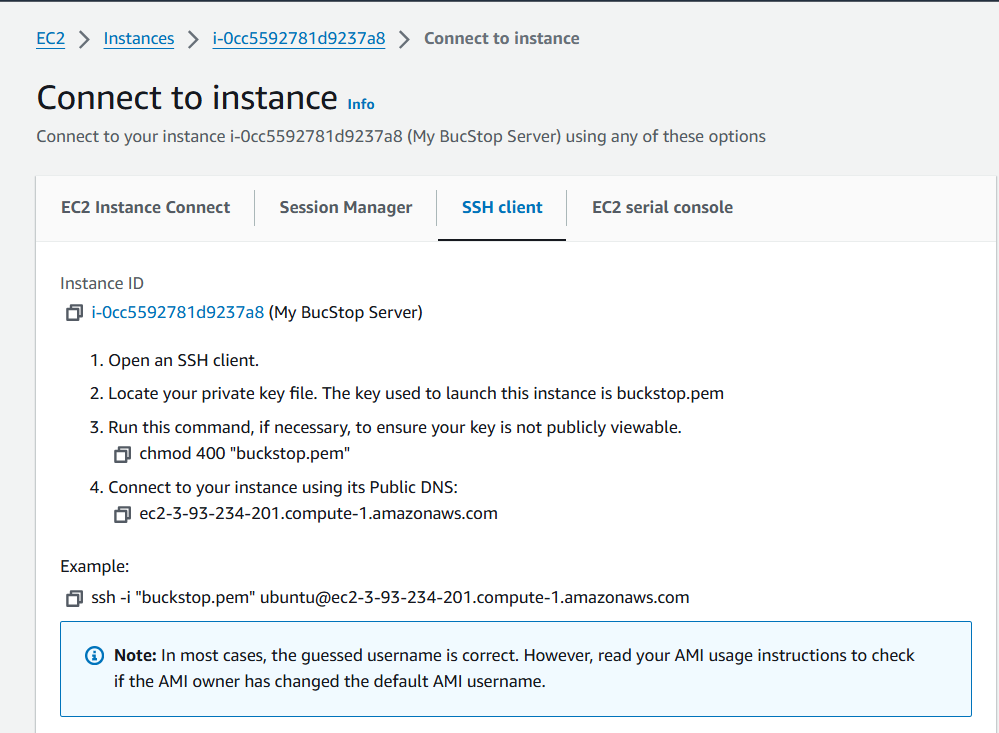 EC2 Instances i-0cc5592781d9237a8 Connect to instance
Connect to instance Info
Connect to your instance i-0cc5592781d9237a8 (My BucStop Server) using any of these options
EC2 Instance Connect Session Manager SSH client EC2 serial console
Instance ID
i-0cc5592781d9237a8 (My BucStop Server)
1. Open an SSH client.
2. Locate your private key file. The key used to launch this instance is buckstop.pem
3. Run this command, if necessary, to ensure your key is not publicly viewable.
chmod 400 "buckstop.pem"
4. Connect to your instance using its Public DNS:
ec2-3-93-234-201.compute-1.amazonaws.com
Example:
ssh -i "buckstop.pem" ubuntu@ec2-3-93-234-201.compute-1.amazonaws.com
Note: In most cases, the guessed username is correct. However, read your AMI usage instructions to check
if the AMI owner has changed the default AMI username.